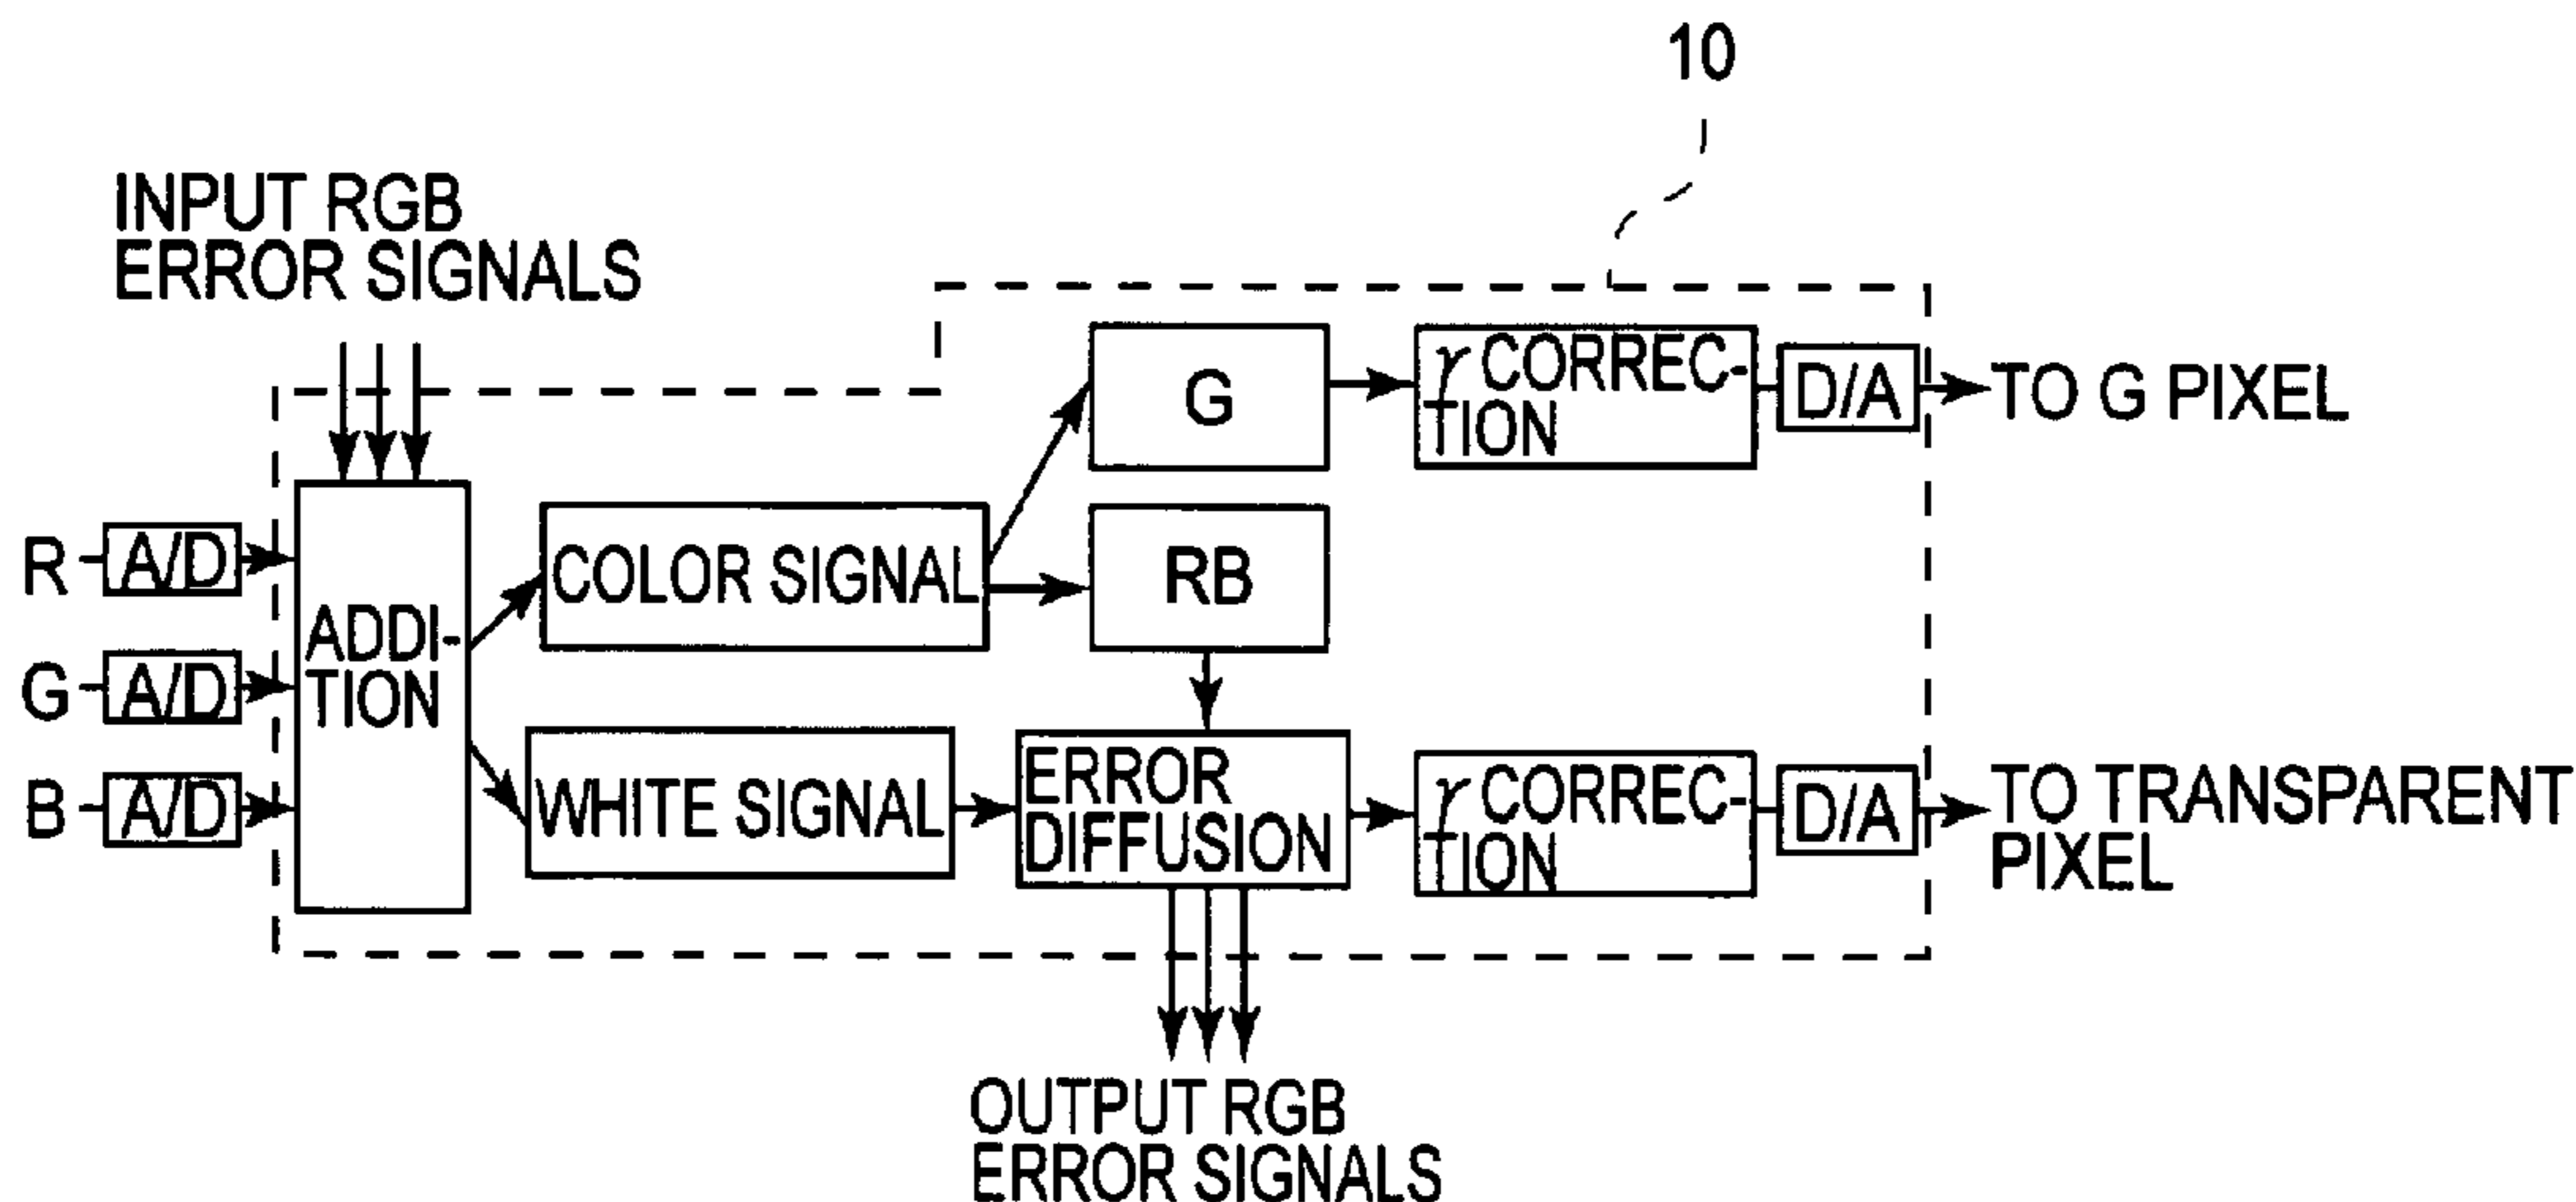 10
INPUT RGB
ERROR SIGNALS
G
γ CORREC-
TION
D/A
TO G PIXEL
R
A/D
COLOR SIGNAL
RB
ADDI-
TION
G
A/D
B
A/D
WHITE SIGNAL
ERROR
DIFFUSION
γ CORREC-
TION
D/A
TO TRANSPARENT
PIXEL
OUTPUT RGB
ERROR SIGNALS